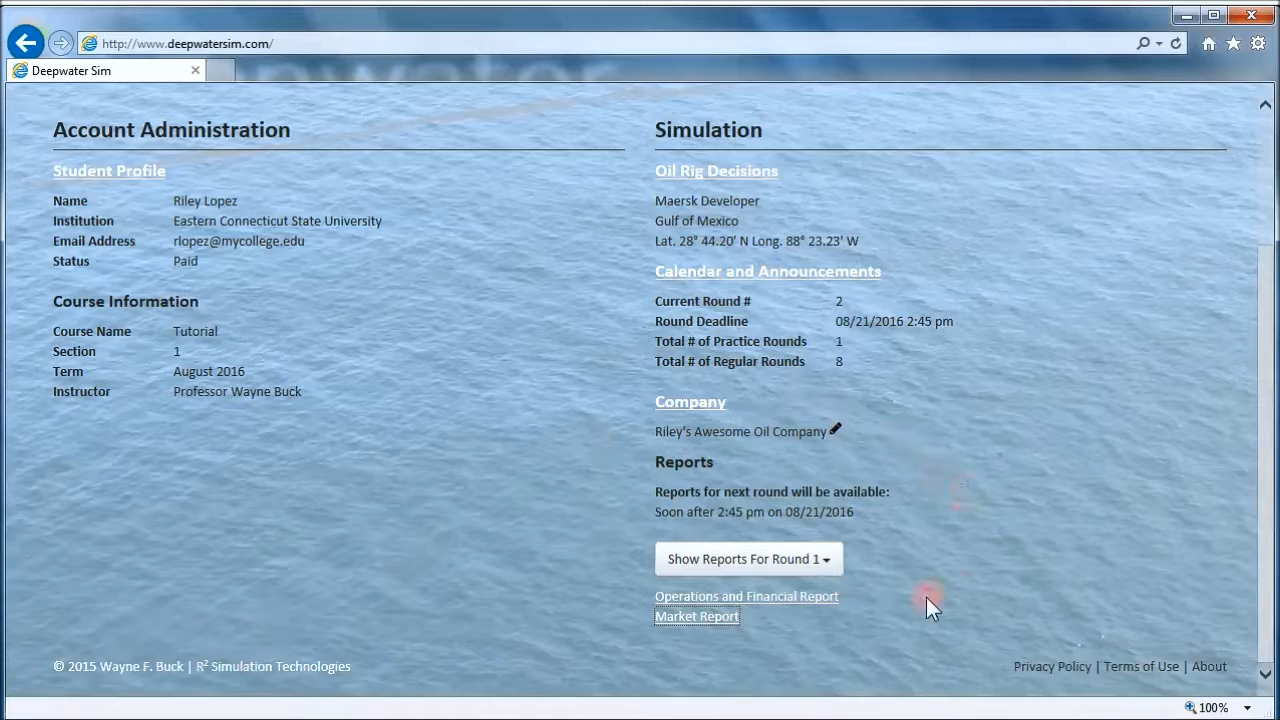 http://www.deepwatersim.com/
Deepwater Sim
Account Administration
Student Profile
Name Riley Lopez
Institution Eastern Connecticut State University
Email Address rlopez@mycollege.edu
Status Paid
Course Information
Course Name Tutorial
Section 1
Term August 2016
Instructor Professor Wayne Buck
Simulation
Oil Rig Decisions
Maersk Developer
Gulf of Mexico
Lat. 28° 44.20' N Long. 88° 23.23' W
Calendar and Announcements
Current Round # 2
Round Deadline 08/21/2016 2:45 pm
Total # of Practice Rounds 1
Total # of Regular Rounds 8
Company
Riley's Awesome Oil Company
Reports
Reports for next round will be available:
Soon after 2:45 pm on 08/21/2016
Show Reports For Round 1
Operations and Financial Report
Market Report
© 2015 Wayne F. Buck | R² Simulation Technologies
Privacy Policy | Terms of Use | About
100%